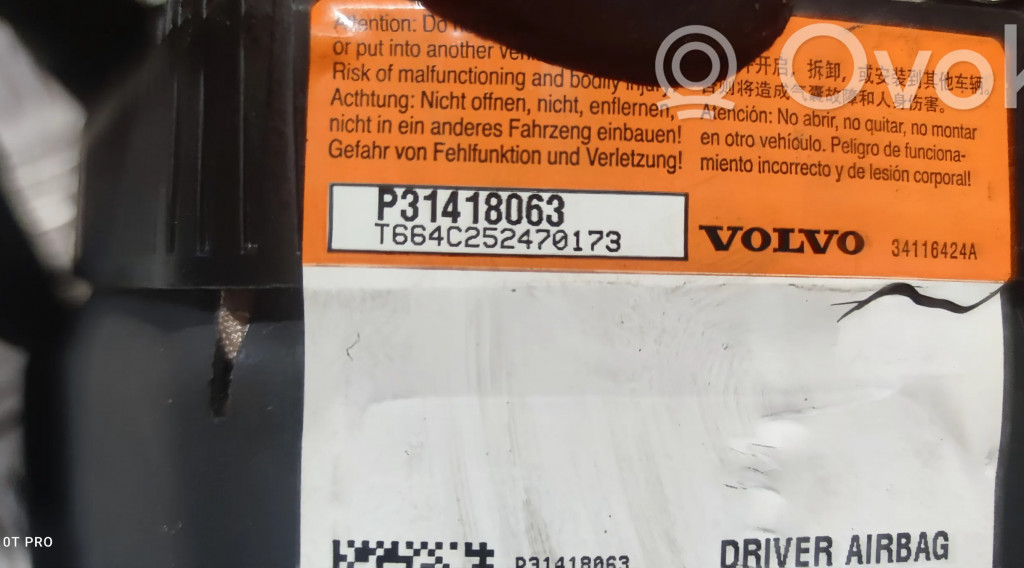 Attention: Do
or put into another
Risk of malfunctioning and bodily
Achtung: Nicht offnen, nicht, enflernen,
nicht in ein anderes Fahrzeng einbauen!
Gefahr von Fehlfunktion und Verletzung!
开启，拆卸，或安装到其他车辆。
否则将造成气囊故障和人身伤害。
Atención: No abrir, no quitar, no montar
en otro vehículo. Peligro de funciona-
miento incorrecto y de lesión corporal!
P31418063
T664C252470173
VOLVO
34116424A
P31418063
DRIVER AIRBAG
0T PRO